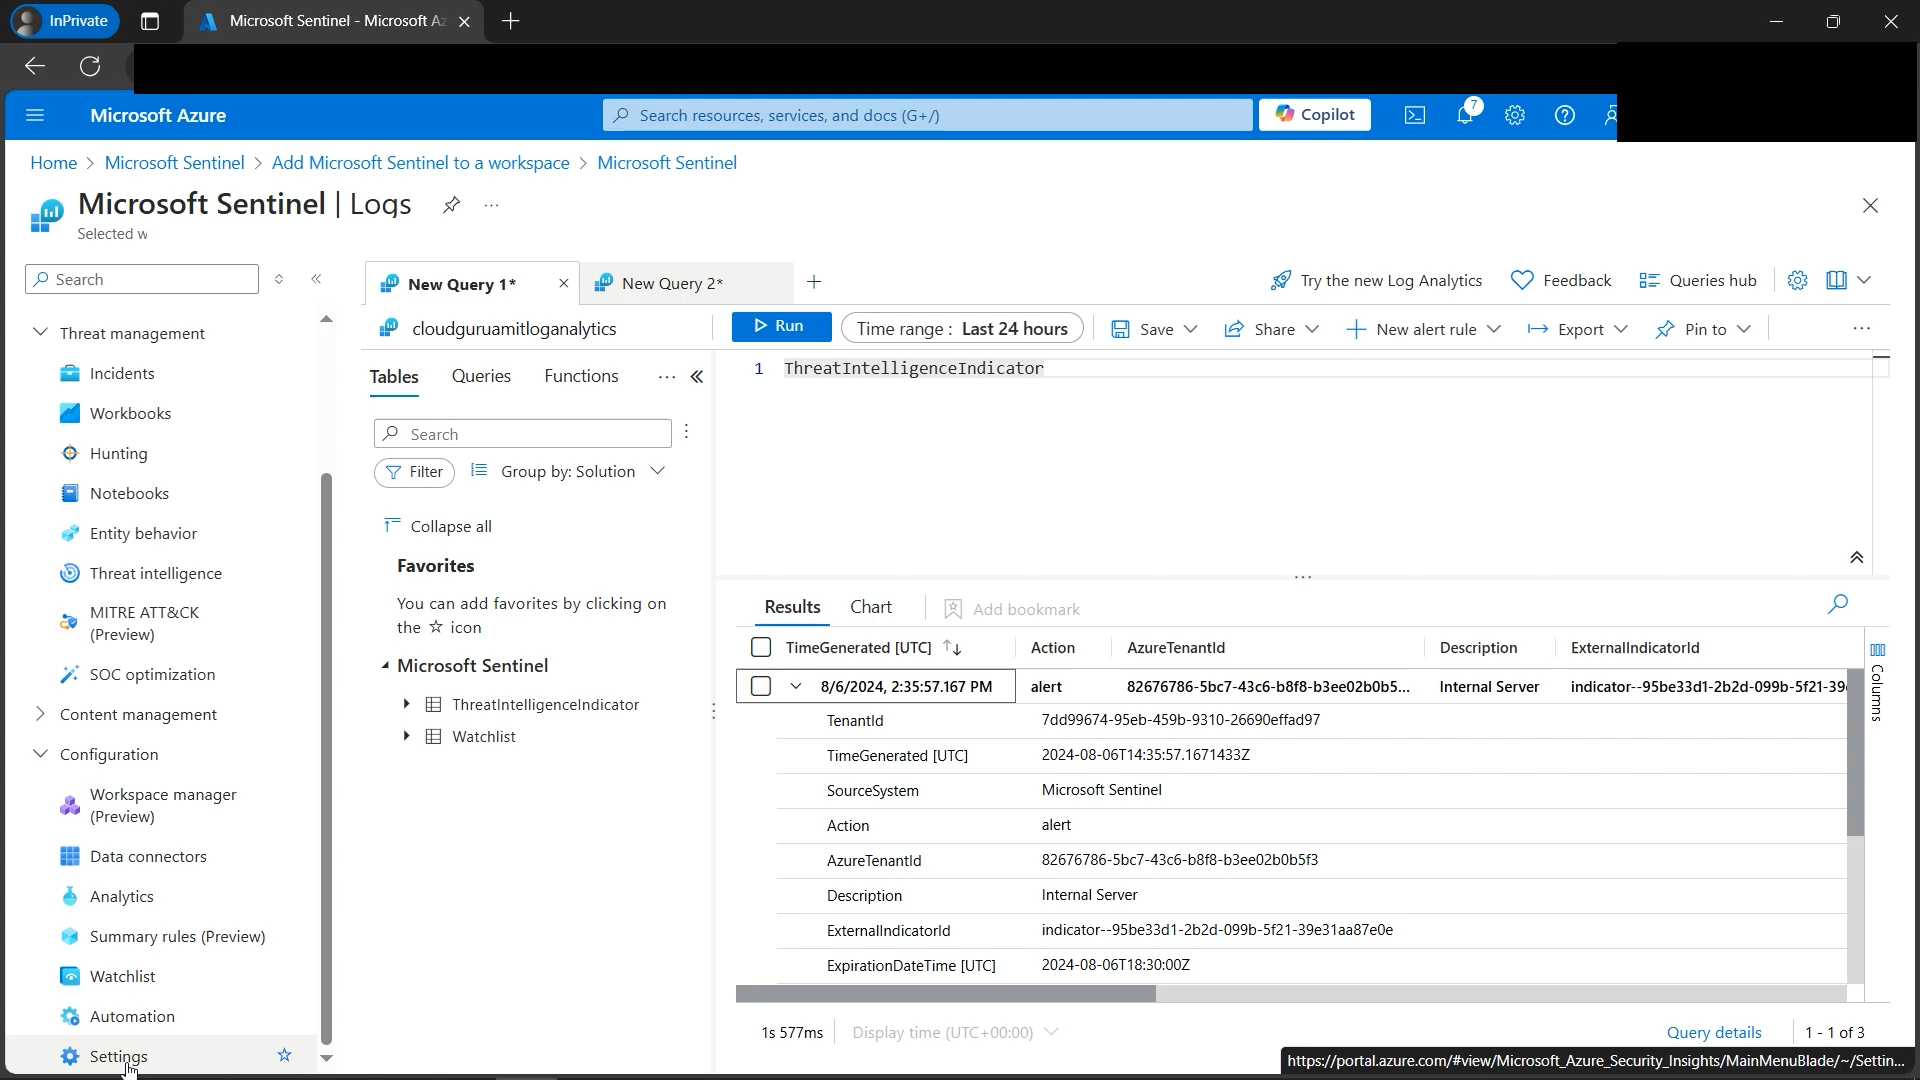 InPrivate
Microsoft Sentinel - Microsoft Az
Microsoft Azure
Search resources, services, and docs (G+/)
Copilot
7
Home > Microsoft Sentinel > Add Microsoft Sentinel to a workspace > Microsoft Sentinel
Microsoft Sentinel | Logs
...
Selected w
Search
Threat management
Incidents
Workbooks
Hunting
Notebooks
Entity behavior
Threat intelligence
MITRE ATT&CK
(Preview)
SOC optimization
Content management
Configuration
Workspace manager
(Preview)
Data connectors
Analytics
Summary rules (Preview)
Watchlist
Automation
Settings
New Query 1*
New Query 2*
Try the new Log Analytics
Feedback
Queries hub
cloudguruamitloganalytics
Run
Time range : Last 24 hours
Save
Share
New alert rule
Export
Pin to
...
Tables
Queries
Functions
...
Search
Filter
Group by: Solution
Collapse all
Favorites
You can add favorites by clicking on
the ☆ icon
Microsoft Sentinel
ThreatIntelligenceIndicator
Watchlist
1 ThreatIntelligenceIndicator
...
Results
Chart
Add bookmark
TimeGenerated [UTC] Action AzureTenantId Description ExternalIndicatorId
8/6/2024, 2:35:57.167 PM alert 82676786-5bc7-43c6-b8f8-b3ee02b0b5... Internal Server indicator--95be33d1-2b2d-099b-5f21-39
TenantId 7dd99674-95eb-459b-9310-26690effad97
TimeGenerated [UTC] 2024-08-06T14:35:57.1671433Z
SourceSystem Microsoft Sentinel
Action alert
AzureTenantId 82676786-5bc7-43c6-b8f8-b3ee02b0b5f3
Description Internal Server
ExternalIndicatorId indicator--95be33d1-2b2d-099b-5f21-39e31aa87e0e
ExpirationDateTime [UTC] 2024-08-06T18:30:00Z
Columns
1s 577ms
Display time (UTC+00:00)
Query details
1 - 1 of 3
https://portal.azure.com/#view/Microsoft_Azure_Security_Insights/MainMenuBlade/~/Settin...